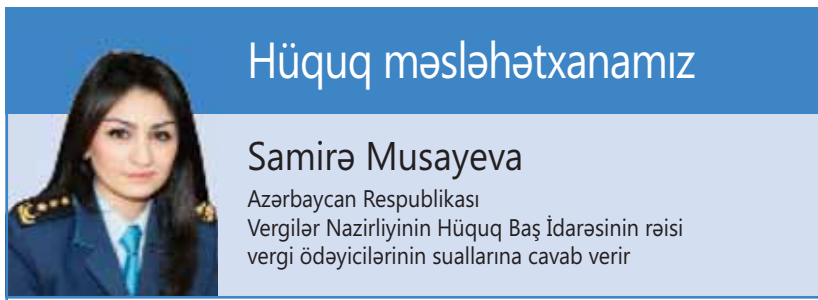 Hüquq məsləhətxanamız
Samirə Musayeva
Azərbaycan Respublikası
Vergilər Nazirliyinin Hüquq Baş İdarəsinin rəisi
vergi ödəyicilərinin suallarına cavab verir